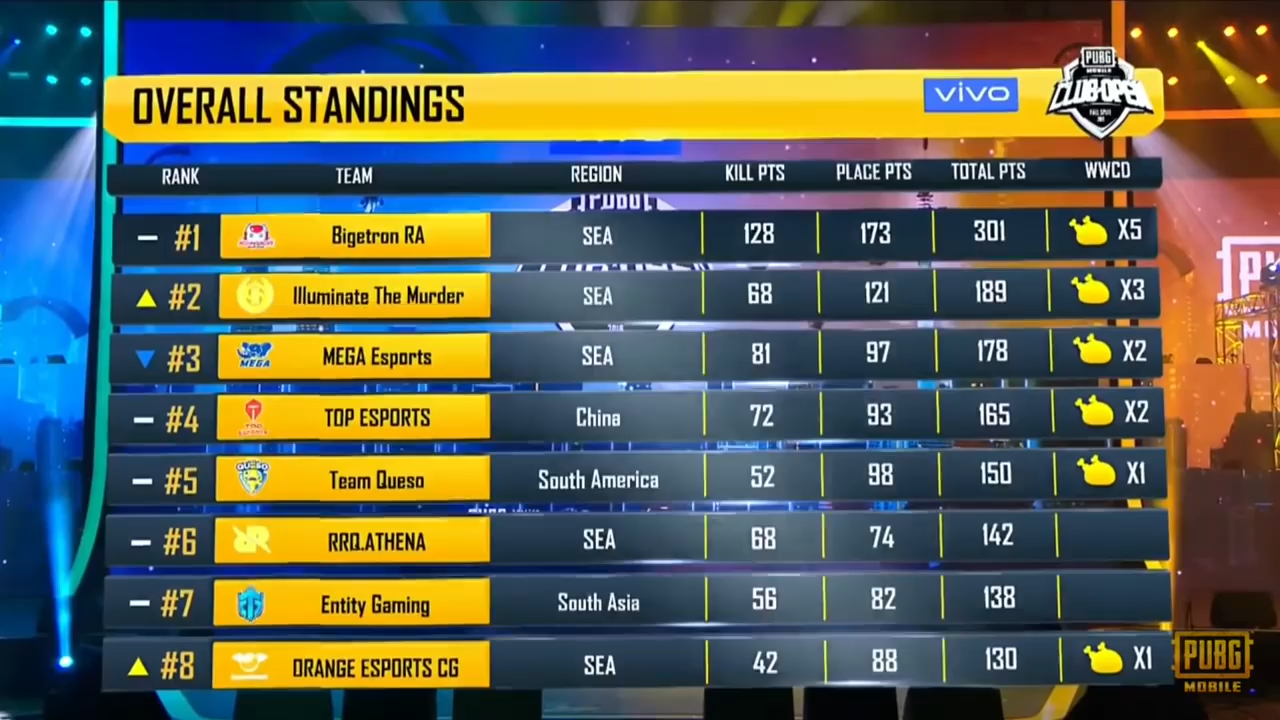 OVERALL STANDINGS
vivo
PUBG
MOBILE
CLUB OPEN
RANK TEAM REGION KILL PTS PLACE PTS TOTAL PTS WWCD
#1 Bigetron RA SEA 128 173 301 X5
#2 Illuminate The Murder SEA 68 121 189 X3
#3 MEGA MEGA Esports SEA 81 97 178 X2
#4 TOP ESPORTS China 72 93 165 X2
#5 QUESO Team Queso South America 52 98 150 X1
#6 RRQ.ATHENA SEA 68 74 142
#7 Entity Gaming South Asia 56 82 138
#8 ORANGE ESPORTS CG SEA 42 88 130 X1
PUBG
MOBILE